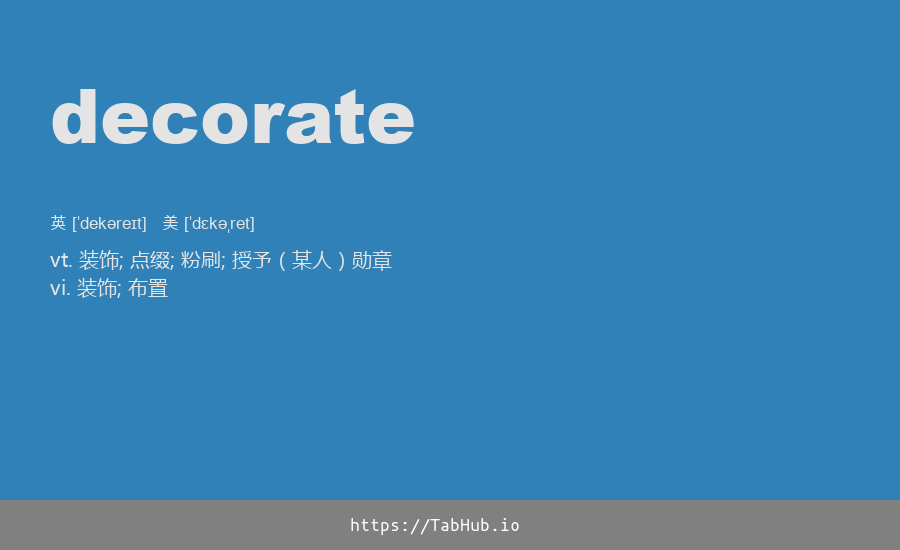 decorate
英 [ˈdekəreɪt] 美 [ˈdɛkəˌret]
vt. 装饰; 点缀; 粉刷; 授予（某人）勋章
vi. 装饰; 布置
https://TabHub.io